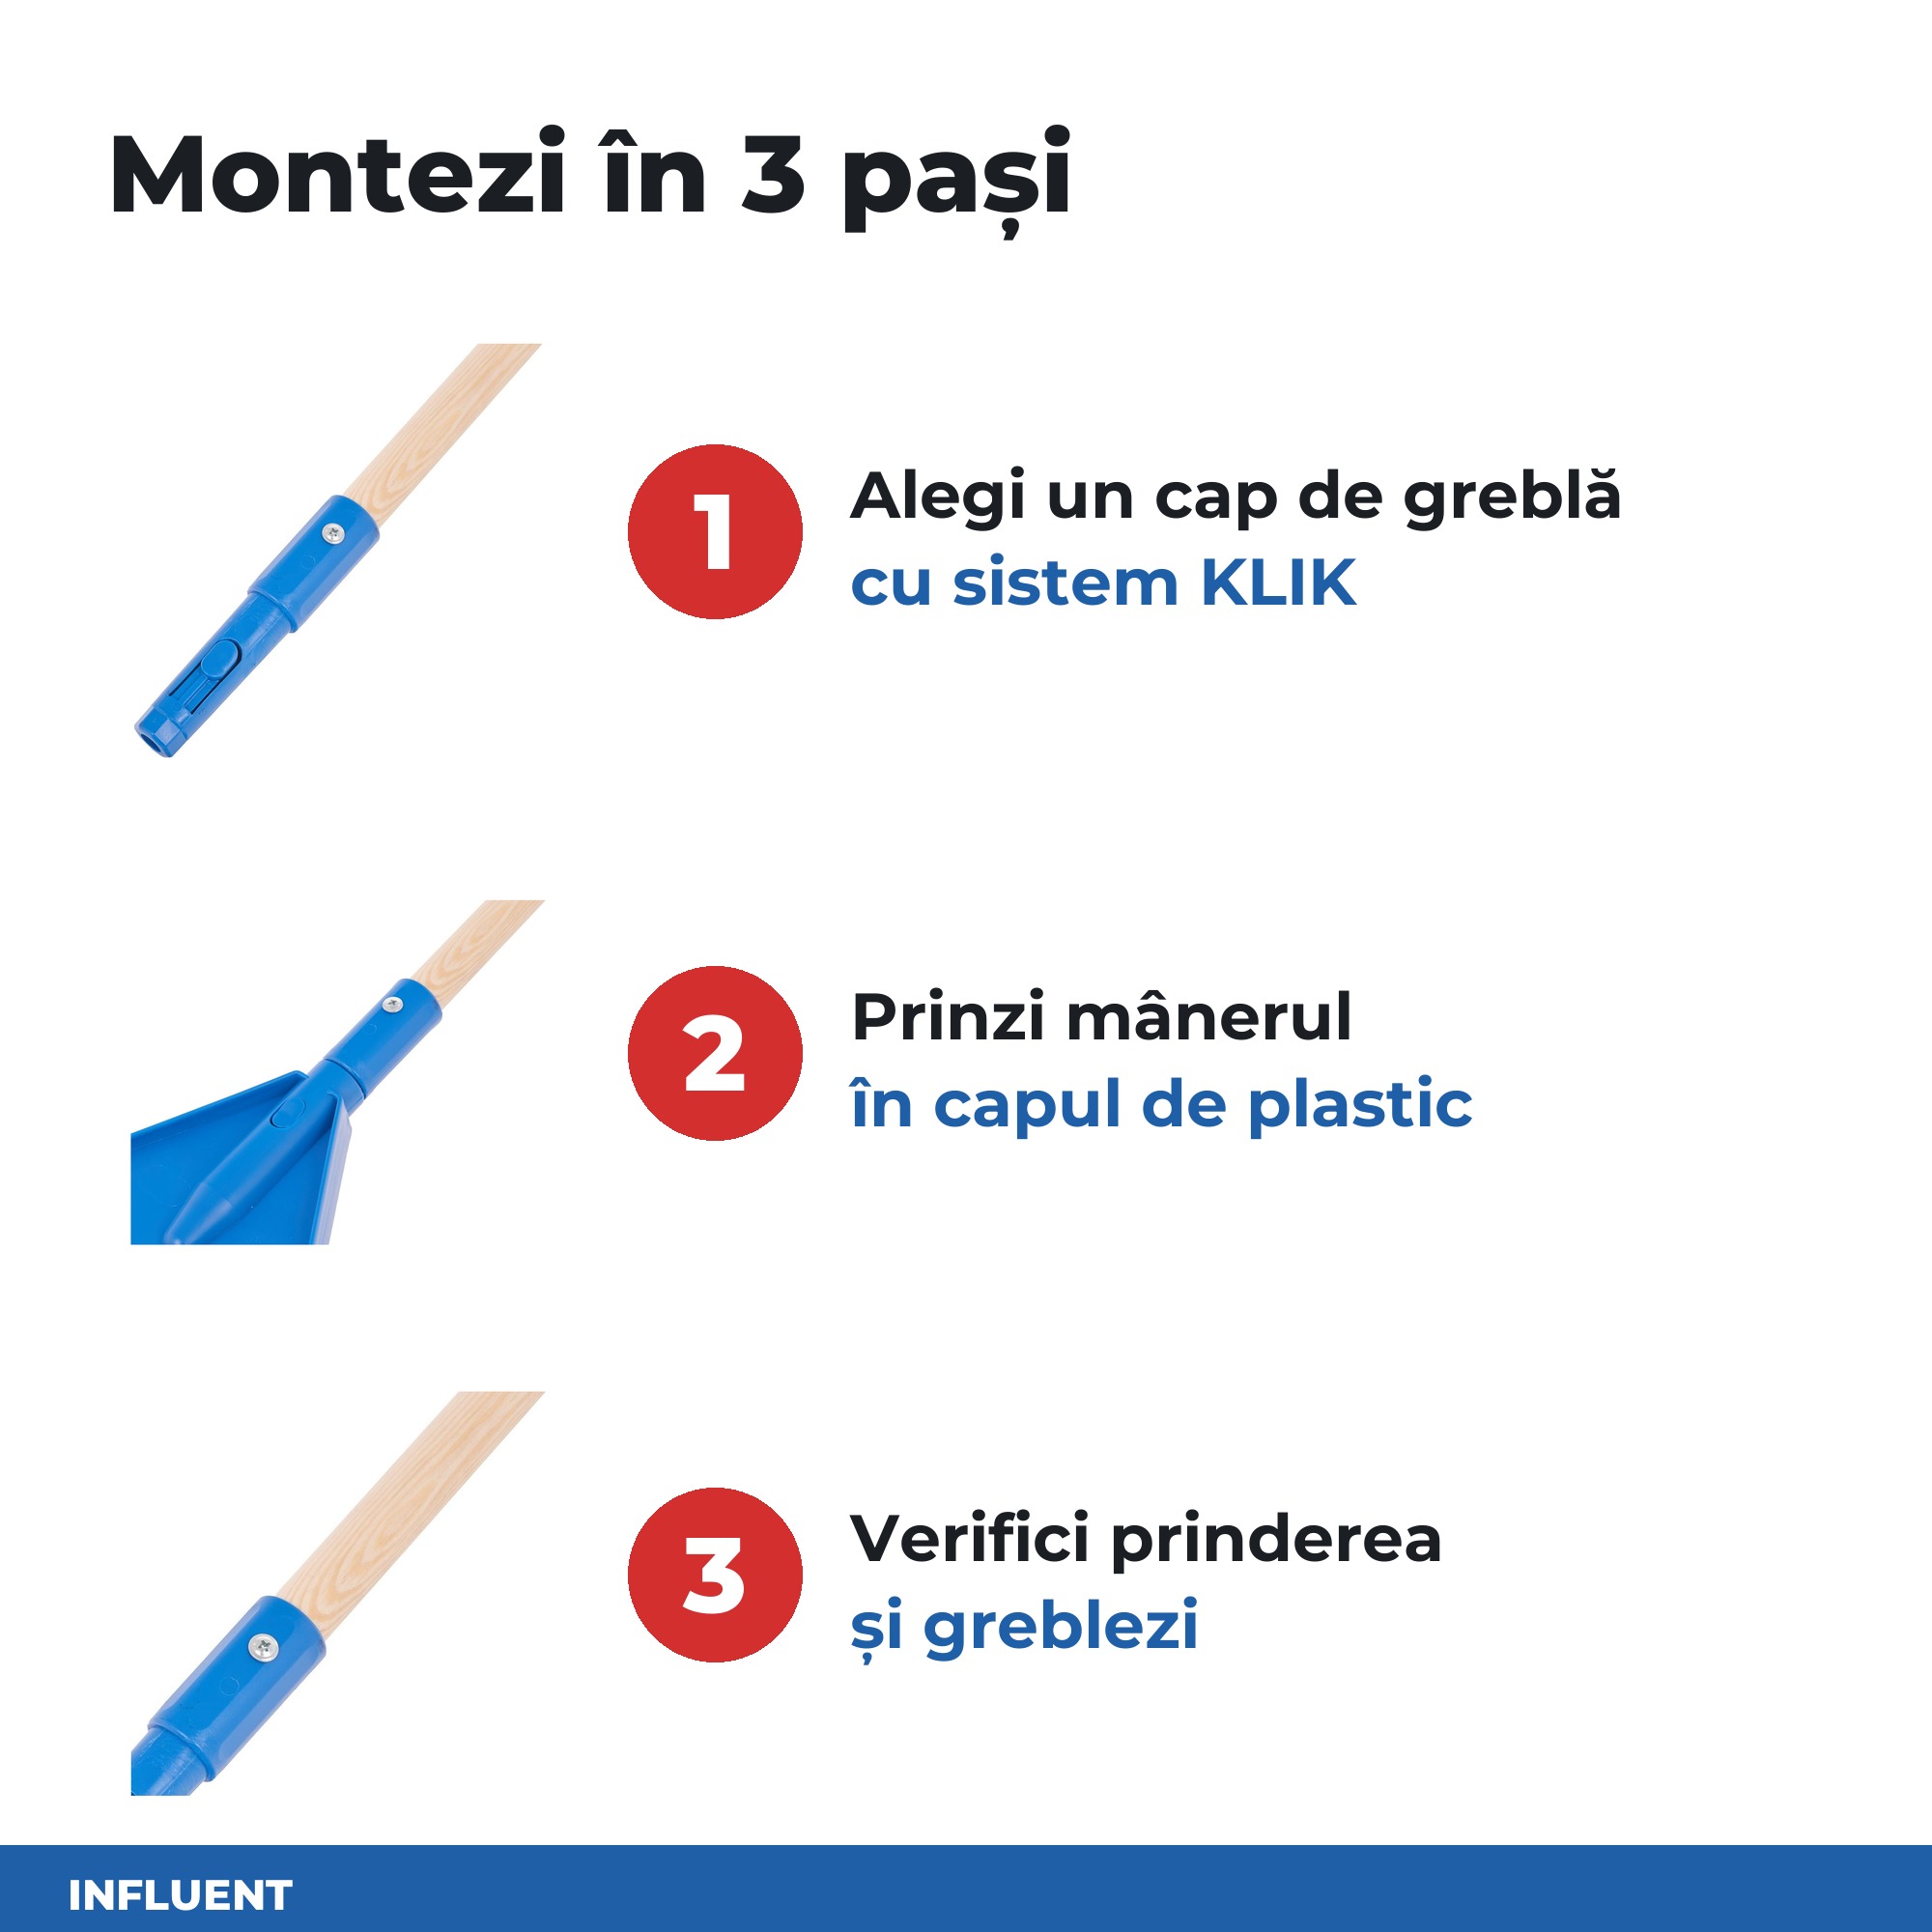 Montezi în 3 pași
1
Alegi un cap de greblă
cu sistem KLIK
2
Prinzi mânerul
în capul de plastic
3
Verifici prinderea
și greblezi
INFLUENT